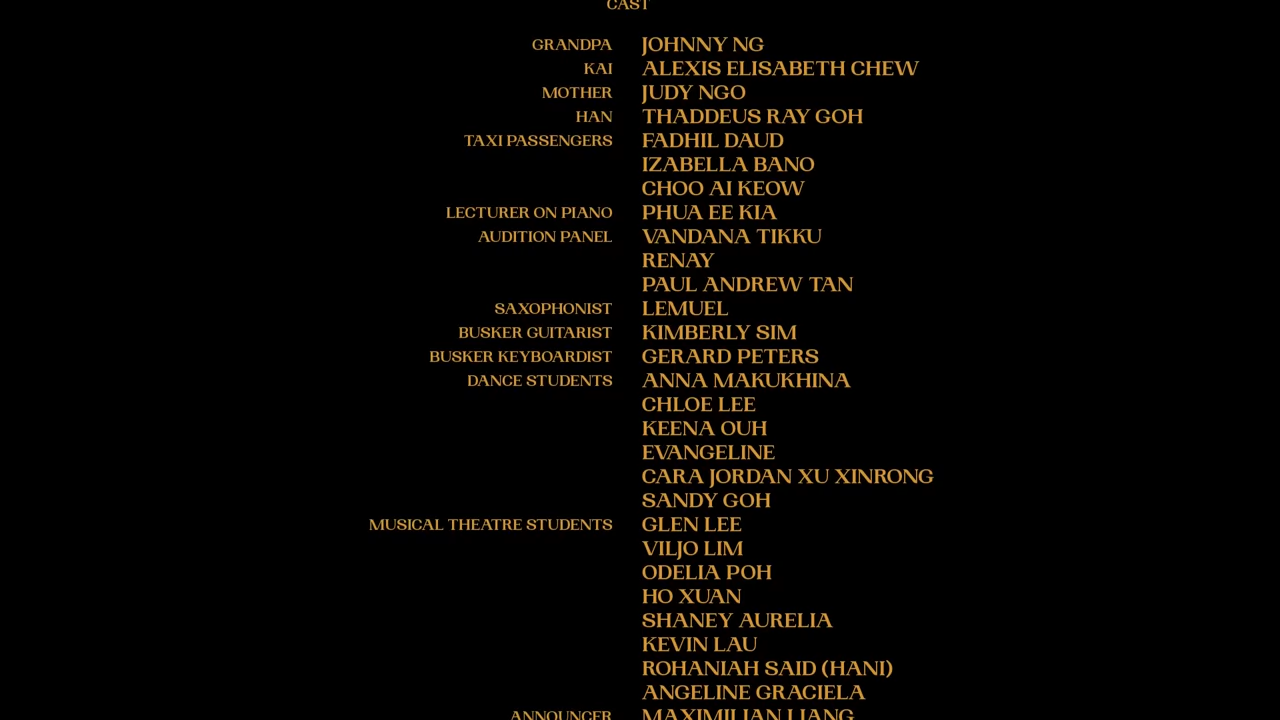 CAST
GRANDPA JOHNNY NG
KAI ALEXIS ELISABETH CHEW
MOTHER JUDY NGO
HAN THADDEUS RAY GOH
TAXI PASSENGERS FADHIL DAUD
IZABELLA BANO
CHOO AI KEOW
LECTURER ON PIANO PHUA EE KIA
AUDITION PANEL VANDANA TIKKU
RENAY
PAUL ANDREW TAN
SAXOPHONIST LEMUEL
BUSKER GUITARIST KIMBERLY SIM
BUSKER KEYBOARDIST GERARD PETERS
DANCE STUDENTS ANNA MAKUKHINA
CHLOE LEE
KEENA OUH
EVANGELINE
CARA JORDAN XU XINRONG
SANDY GOH
MUSICAL THEATRE STUDENTS GLEN LEE
VILJO LIM
ODELIA POH
HO XUAN
SHANEY AURELIA
KEVIN LAU
ROHANIAH SAID (HANI)
ANGELINE GRACIELA
ANNOUNCER MAXIMILIAN LIANG